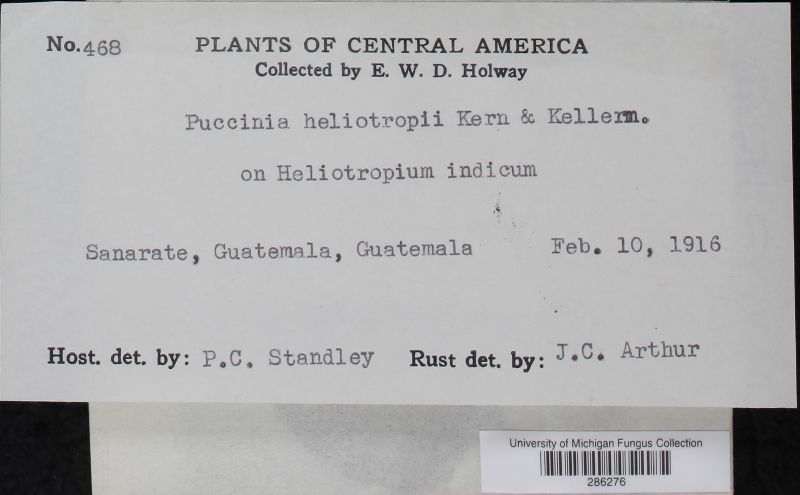 No. 468 PLANTS OF CENTRAL AMERICA
Collected by E. W. D. Holway
Puccinia heliotropii Kern & Kellerm.
on Heliotropium indicum
Sanarate, Guatemala, Guatemala Feb. 10, 1916
Host. det. by: P.C. Standley Rust det. by: J.C. Arthur
University of Michigan Fungus Collection
286276